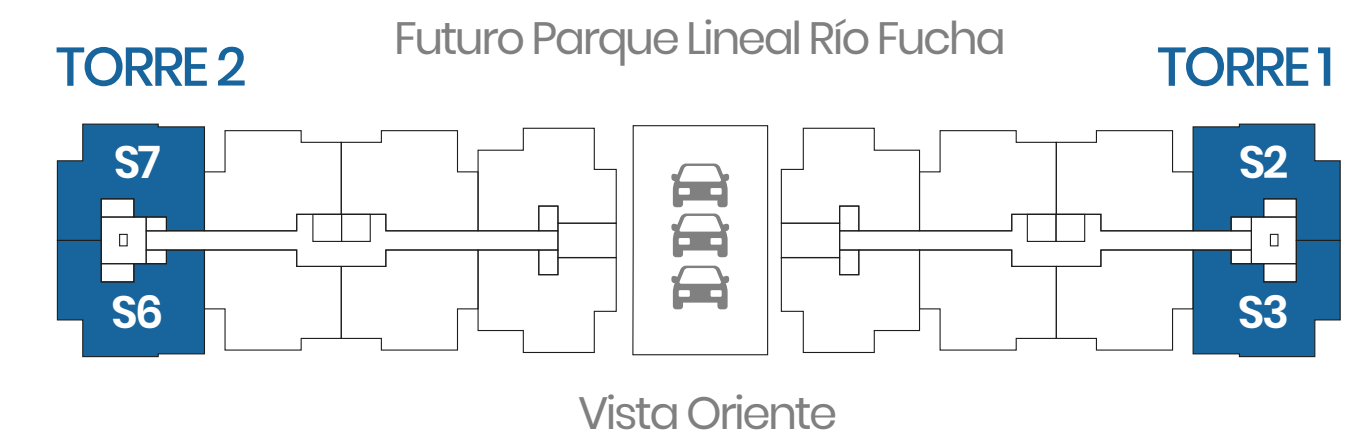 Futuro Parque Lineal Río Fucha
TORRE 2
TORRE 1
S7
S2
S6
S3
Vista Oriente